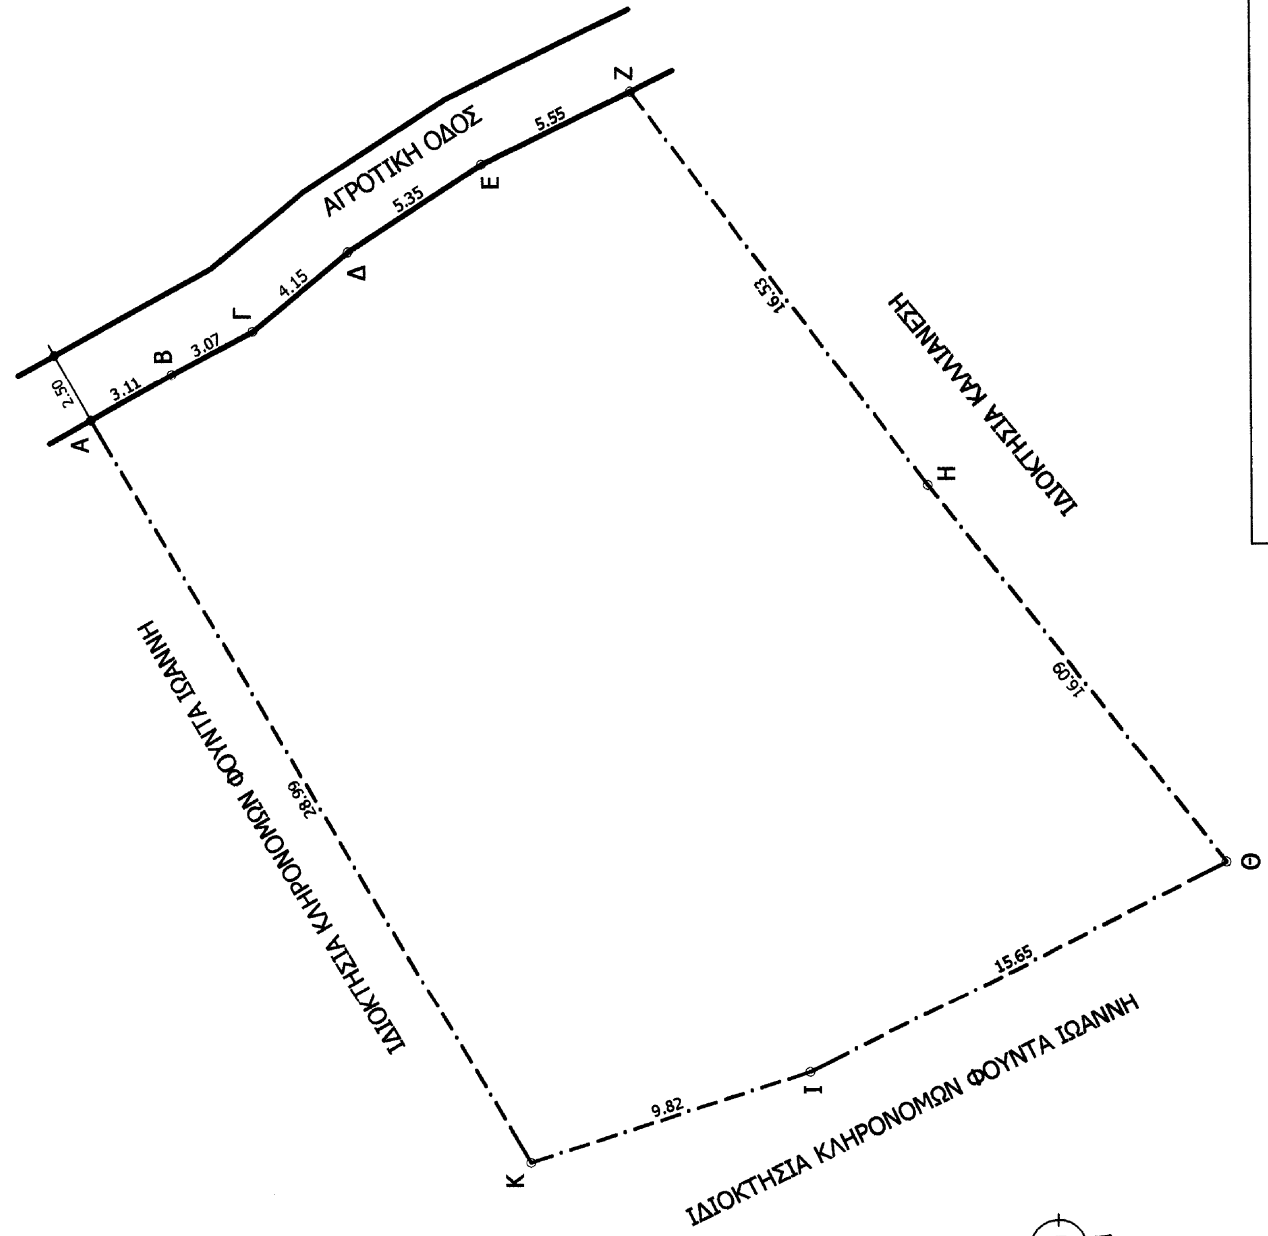 Ζ
5.55
ΑΓΡΟΤΙΚΗ ΟΔΟΣ
Ε
5.35
Δ
4.15
Γ
3.07
Β
3.11
2.50
Α
16.53
ΙΔΙΟΚΤΗΣΙΑ ΚΑΛΛΙΑΝΕΣΗ
Η
16.09
Θ
ΙΔΙΟΚΤΗΣΙΑ ΚΛΗΡΟΝΟΜΩΝ ΦΟΥΝΤΑ ΙΩΑΝΝΗ
28.99
15.65
Ι
9.82
Κ
ΙΔΙΟΚΤΗΣΙΑ ΚΛΗΡΟΝΟΜΩΝ ΦΟΥΝΤΑ ΙΩΑΝΝΗ